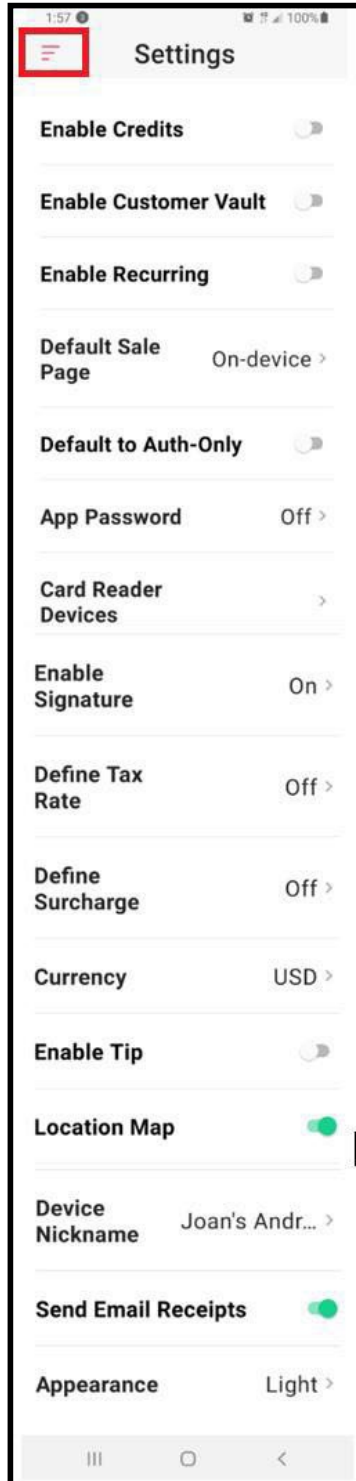 1:57 100%
Settings
Enable Credits
Enable Customer Vault
Enable Recurring
Default Sale
Page
On-device
Default to Auth-Only
App Password Off
Card Reader
Devices
Enable
Signature
On
Define Tax
Rate
Off
Define
Surcharge
Off
Currency USD
Enable Tip
Location Map
Device
Nickname
Joan's Andr...
Send Email Receipts
Appearance Light